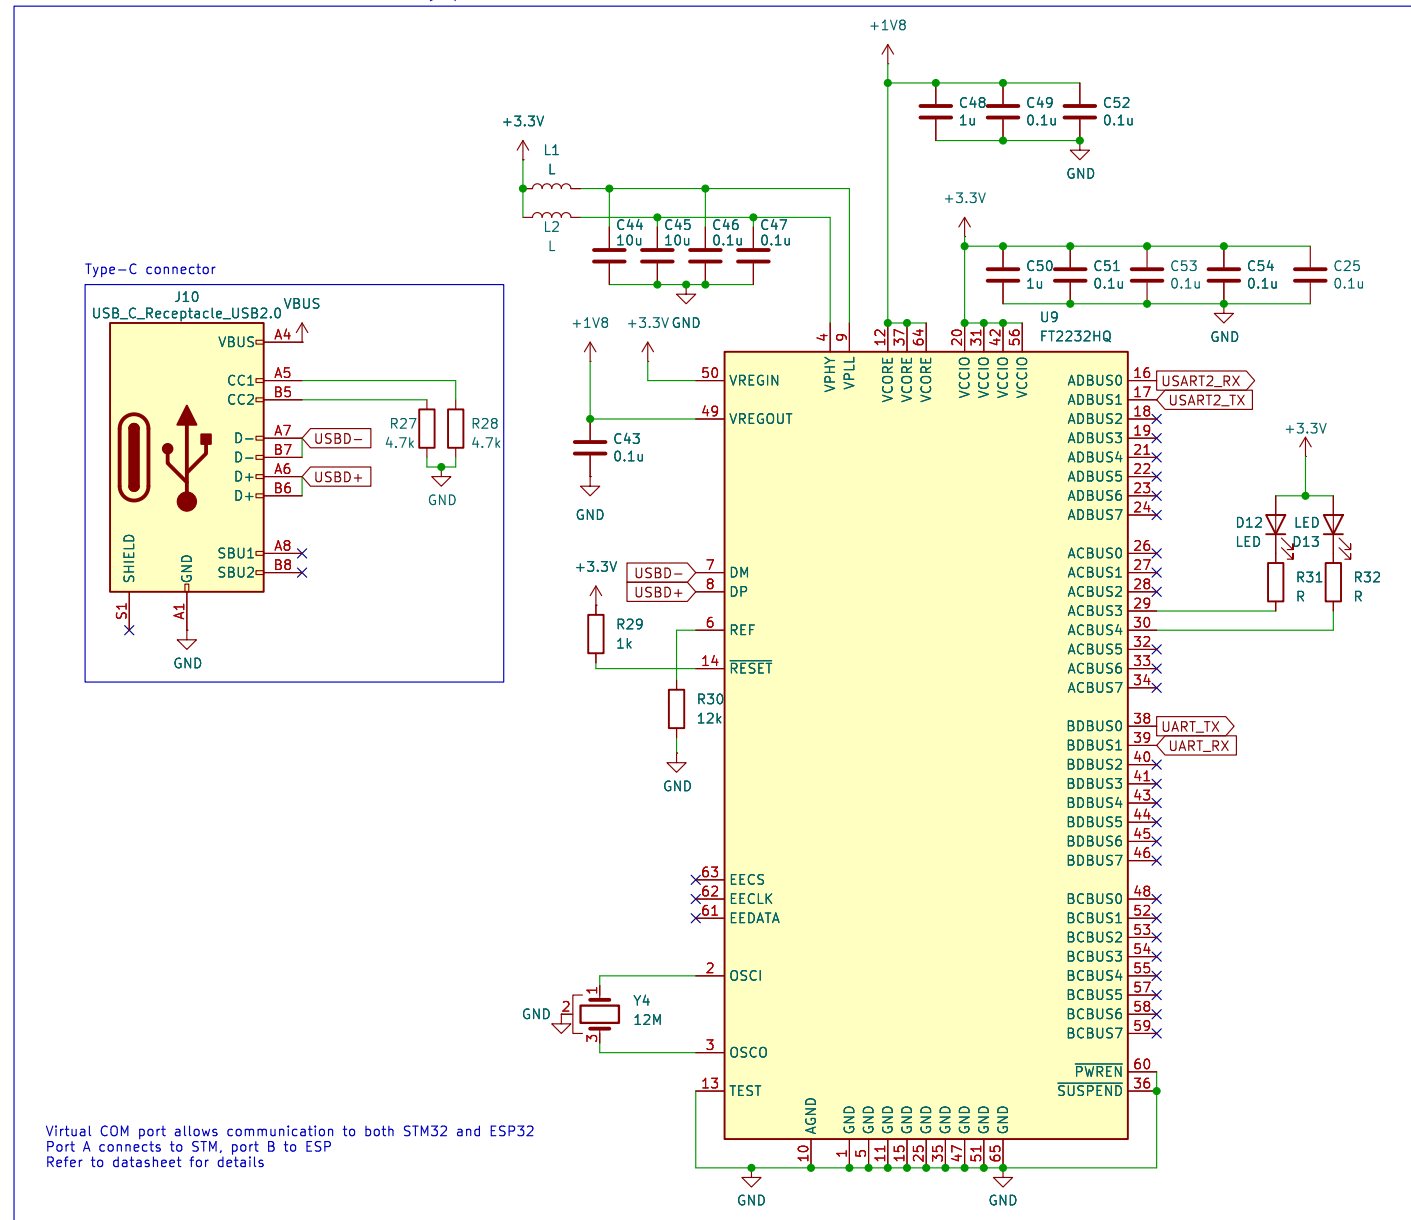 +1V8
C48
1u
C49
0.1u
C52
0.1u
GND
+3.3V
L1
L
L2
L
C44
10u
C45
10u
C46
0.1u
C47
0.1u
GND
+3.3V
C50
1u
C51
0.1u
C53
0.1u
C54
0.1u
C25
0.1u
GND
Type-C connector
J10
USB_C_Receptacle_USB2.0
VBUS
VBUS A4
CC1 A5
CC2 B5
D- A7 USBD-
D- B7
D+ A6 USBD+
D+ B6
SBU1 A8
SBU2 B8
SHIELD
S1
GND
A1
GND
R27
4.7k
R28
4.7k
GND
+1V8
+3.3V
C43
0.1u
GND
U9
FT2232HQ
4 VPHY
9 VPLL
12 VCORE
37 VCORE
64 VCORE
20 VCCIO
31 VCCIO
42 VCCIO
56 VCCIO
50 VREGIN
49 VREGOUT
USBD- 7 DM
USBD+ 8 DP
6 REF
14 RESET
+3.3V
R29
1k
R30
12k
GND
63 EECS
62 EECLK
61 EEDATA
2 OSCI
3 OSCO
13 TEST
GND
1
2
3
Y4
12M
ADBUS0 16 USART2_RX
ADBUS1 17 USART2_TX
ADBUS2 18
ADBUS3 19
ADBUS4 21
ADBUS5 22
ADBUS6 23
ADBUS7 24
ACBUS0 26
ACBUS1 27
ACBUS2 28
ACBUS3 29
ACBUS4 30
ACBUS5 32
ACBUS6 33
ACBUS7 34
BDBUS0 38 UART_TX
BDBUS1 39 UART_RX
BDBUS2 40
BDBUS3 41
BDBUS4 43
BDBUS5 44
BDBUS6 45
BDBUS7 46
BCBUS0 48
BCBUS1 52
BCBUS2 53
BCBUS3 54
BCBUS4 55
BCBUS5 57
BCBUS6 58
BCBUS7 59
PWREN 60
SUSPEND 36
+3.3V
D12
LED
LED
D13
R31
R
R32
R
AGND 10
GND 1
GND 5
GND 11
GND 15
GND 25
GND 35
GND 47
GND 51
GND 65
GND
GND
Virtual COM port allows communication to both STM32 and ESP32
Port A connects to STM, port B to ESP
Refer to datasheet for details